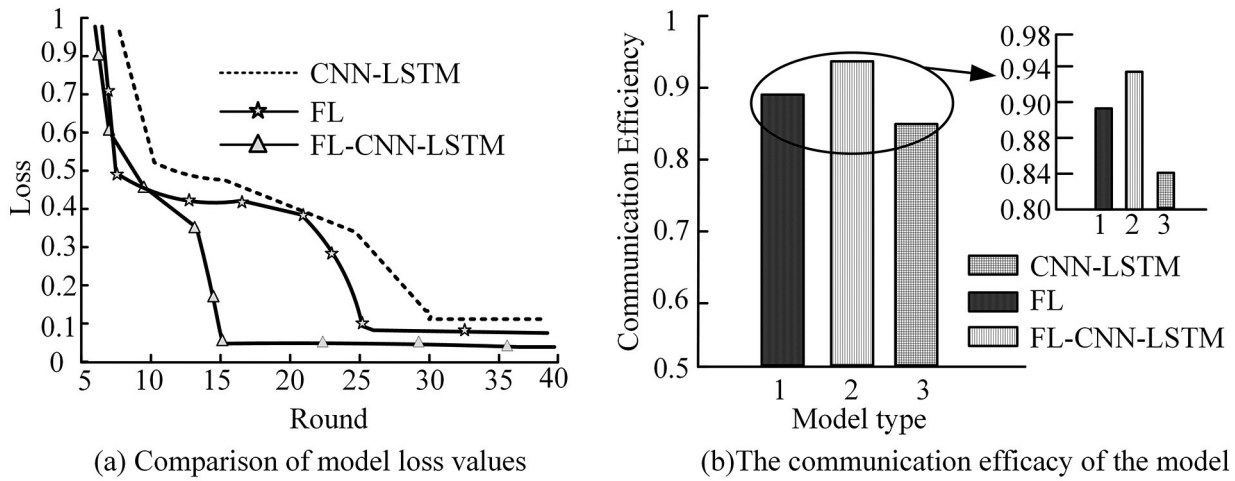 1
0.9
0.7
0.6
0.5
0.4
0.3
0.2
0.1
0
Loss
CNN-LSTM
FL
FL-CNN-LSTM
5 10 15 20 25 30 35 40
Round
(a) Comparison of model loss values
1
0.9
0.8
0.7
0.6
0.5
Communication Efficiency
1 2 3
Model type
0.98
0.94
0.90
0.88
0.84
0.80
1 2 3
CNN-LSTM
FL
FL-CNN-LSTM
(b)The communication efficacy of the model